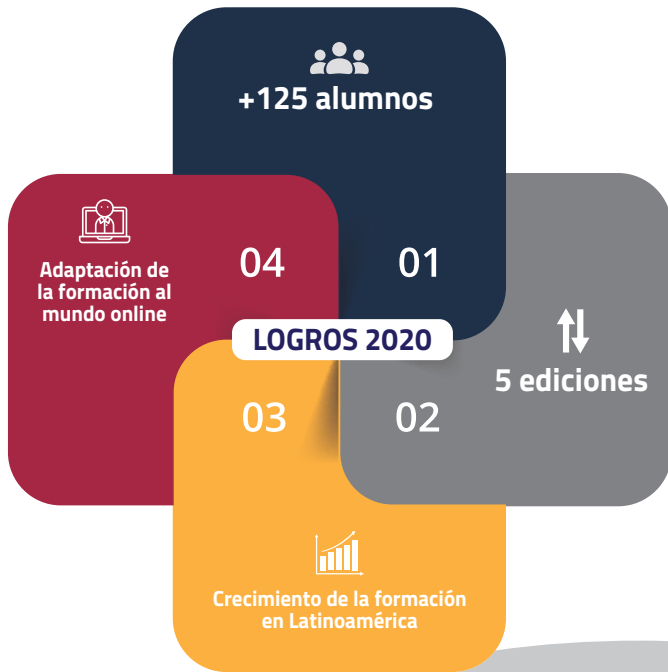 +125 alumnos
01
5 ediciones
02
Crecimiento de la formación
en Latinoamérica
03
Adaptación de
la formación al
mundo online
04
LOGROS 2020